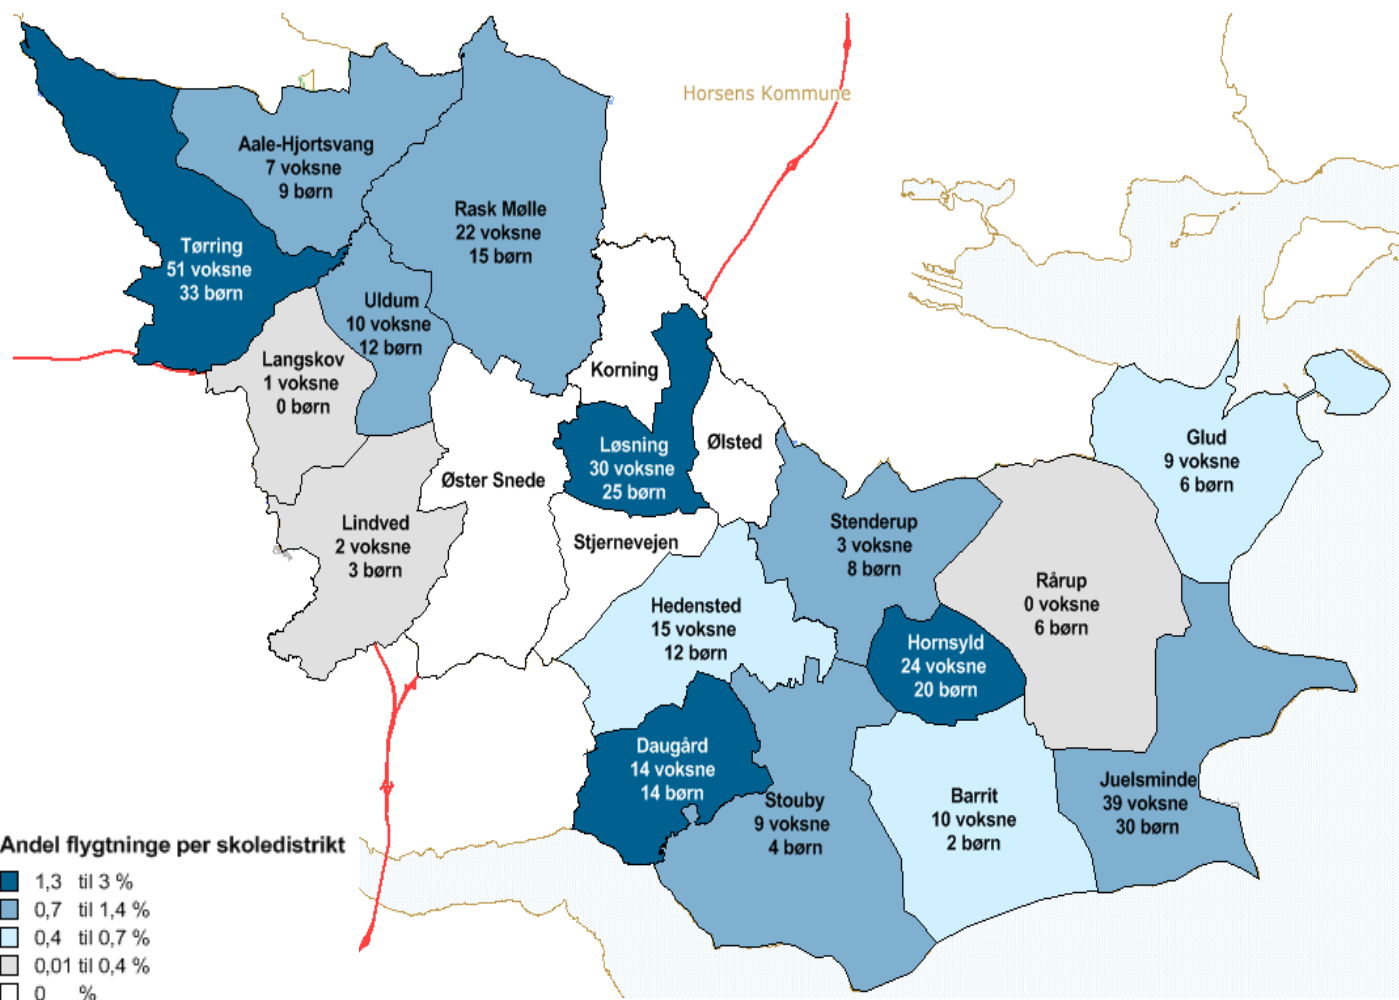 Horsens Kommune
Aale-Hjortsvang
7 voksne
9 børn
Rask Mølle
22 voksne
15 børn
Tørring
51 voksne
33 børn
Uldum
10 voksne
12 børn
Langskov
1 voksne
0 børn
Korning
Løsning
30 voksne
25 børn
Ølsted
Glud
9 voksne
6 børn
Øster Snede
Lindved
2 voksne
3 børn
Stjernevejen
Stenderup
3 voksne
8 børn
Rårup
0 voksne
6 børn
Hedensted
15 voksne
12 børn
Hornsyld
24 voksne
20 børn
Daugård
14 voksne
14 børn
Stouby
9 voksne
4 børn
Barrit
10 voksne
2 børn
Juelsminde
39 voksne
30 børn
Andel flygtninge per skoledistrikt
1,3 til 3 %
0,7 til 1,4 %
0,4 til 0,7 %
0,01 til 0,4 %
0 %